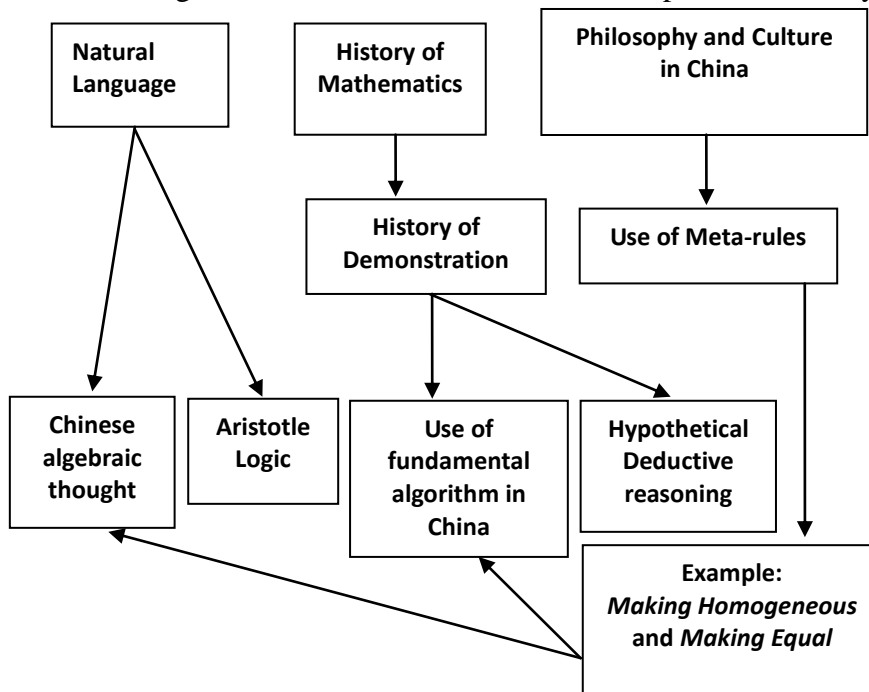 Natural
Language
History of
Mathematics
Philosophy and Culture
in China
History of
Demonstration
Use of Meta-rules
Chinese
algebraic
thought
Aristotle
Logic
Use of
fundamental
algorithm in
China
Hypothetical
Deductive
reasoning
Example:
Making Homogeneous
and Making Equal